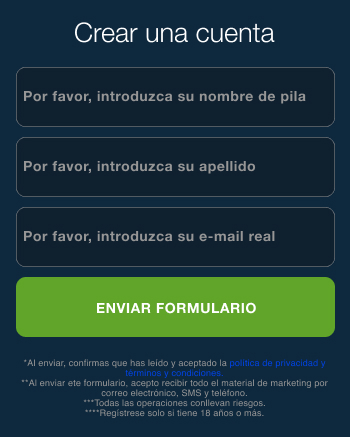 Crear una cuenta
Por favor, introduzca su nombre de pila
Por favor, introduzca su apellido
Por favor, introduzca su e-mail real
ENVIAR FORMULARIO
*Al enviar, confirmas que has leído y aceptado la política de privacidad y
términos y condiciones.
**Al enviar ete formulario, acepto recibir todo el material de marketing por
correo electrónico, SMS y teléfono.
***Todas las operaciones conllevan riesgos.
****Regístrese solo si tiene 18 años o más.